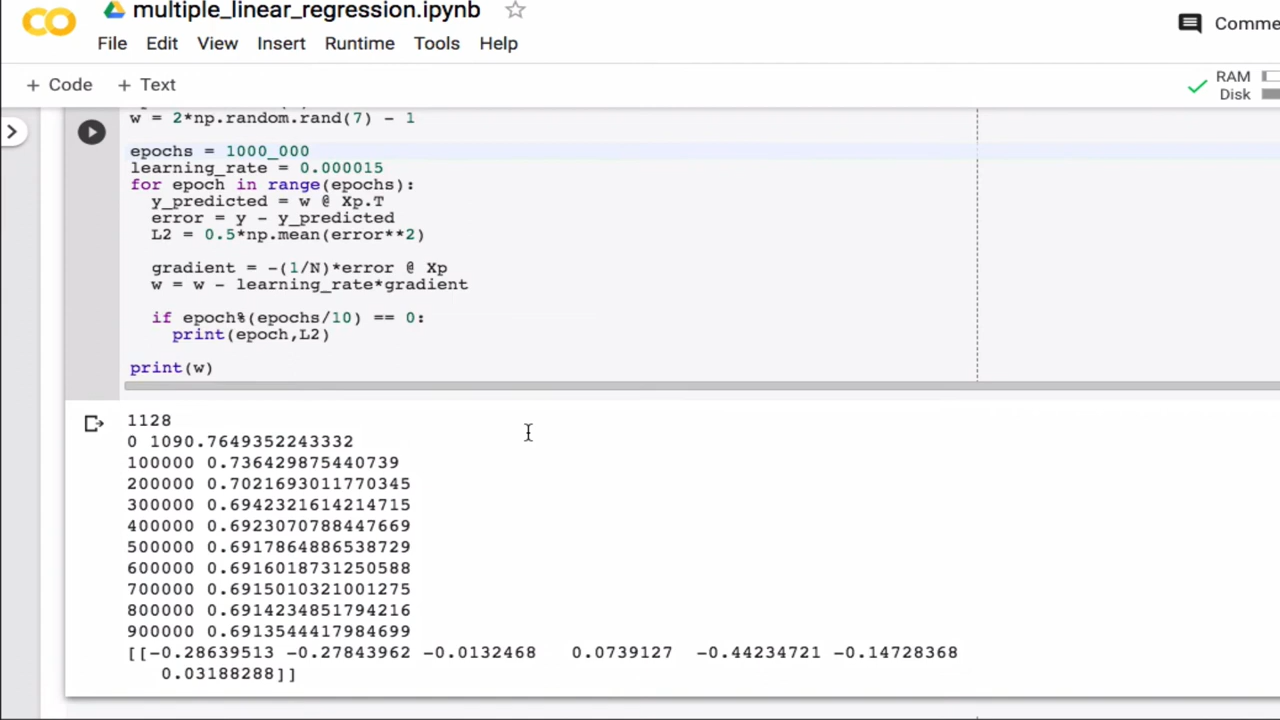 multiple_linear_regression.ipynb
Comme
File Edit View Insert Runtime Tools Help
+ Code + Text
RAM
Disk
w = 2*np.random.rand(7) - 1
epochs = 1000_000
learning_rate = 0.000015
for epoch in range(epochs):
y_predicted = w @ Xp.T
error = y - y_predicted
L2 = 0.5*np.mean(error**2)
gradient = -(1/N)*error @ Xp
w = w - learning_rate*gradient
if epoch%(epochs/10) == 0:
print(epoch,L2)
print(w)
1128
0 1090.7649352243332
100000 0.736429875440739
200000 0.7021693011770345
300000 0.6942321614214715
400000 0.6923070788447669
500000 0.6917864886538729
600000 0.6916018731250588
700000 0.6915010321001275
800000 0.6914234851794216
900000 0.6913544417984699
[[-0.28639513 -0.27843962 -0.0132468 0.0739127 -0.44234721 -0.14728368
0.03188288]]